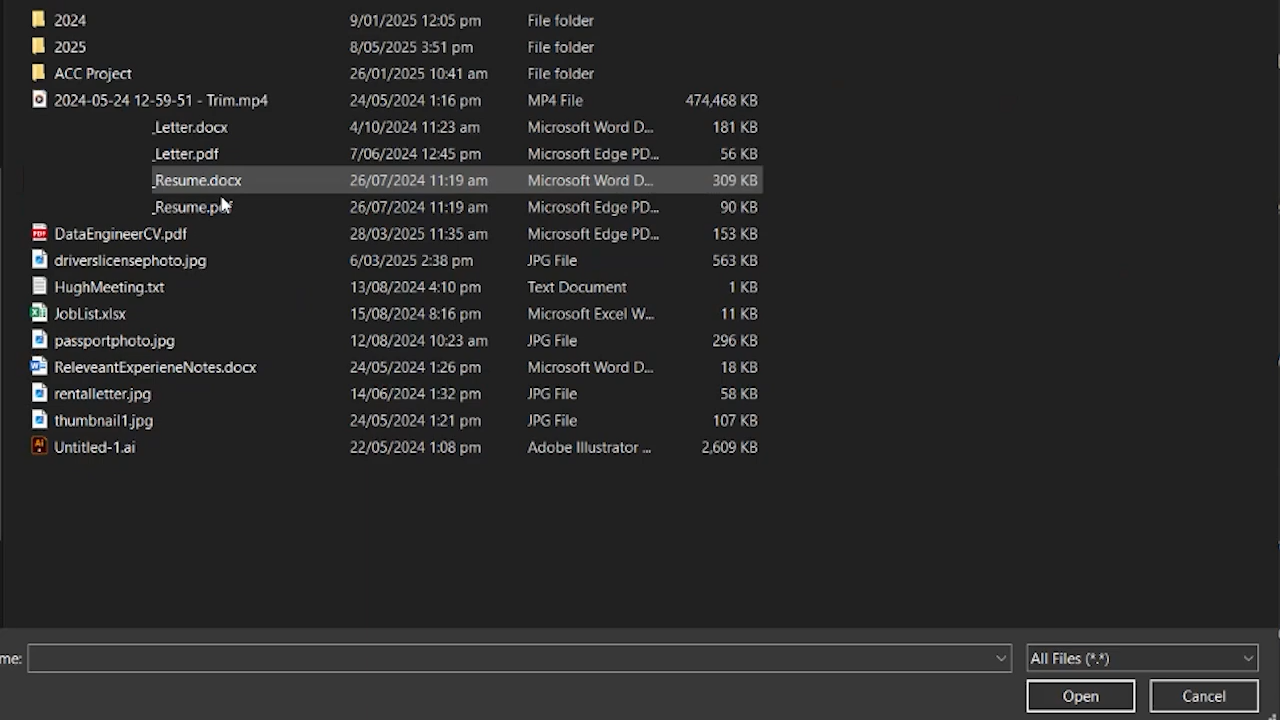 2024 9/01/2025 12:05 pm File folder
2025 8/05/2025 3:51 pm File folder
ACC Project 26/01/2025 10:41 am File folder
2024-05-24 12-59-51 - Trim.mp4 24/05/2024 1:16 pm MP4 File 474,468 KB
_Letter.docx 4/10/2024 11:23 am Microsoft Word D... 181 KB
_Letter.pdf 7/06/2024 12:45 pm Microsoft Edge PD... 56 KB
_Resume.docx 26/07/2024 11:19 am Microsoft Word D... 309 KB
_Resume.pdf 26/07/2024 11:19 am Microsoft Edge PD... 90 KB
DataEngineerCV.pdf 28/03/2025 11:35 am Microsoft Edge PD... 153 KB
driverslicensephoto.jpg 6/03/2025 2:38 pm JPG File 563 KB
HughMeeting.txt 13/08/2024 4:10 pm Text Document 1 KB
JobList.xlsx 15/08/2024 8:16 pm Microsoft Excel W... 11 KB
passportphoto.jpg 12/08/2024 10:23 am JPG File 296 KB
ReleveantExperieneNotes.docx 24/05/2024 1:26 pm Microsoft Word D... 18 KB
rentalletter.jpg 14/06/2024 1:32 pm JPG File 58 KB
thumbnail1.jpg 24/05/2024 1:21 pm JPG File 107 KB
Untitled-1.ai 22/05/2024 1:08 pm Adobe Illustrator ... 2,609 KB
me: All Files (*.*)
Open Cancel